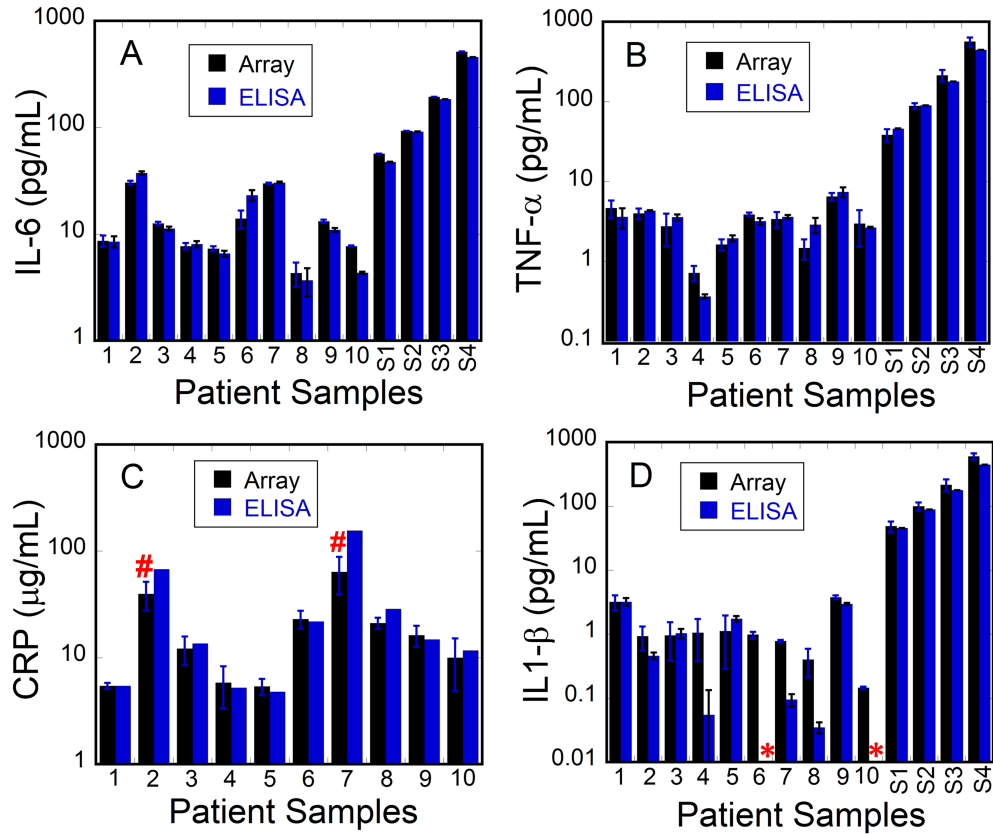 A
Array
ELISA
IL-6 (pg/mL)
1000
100
10
1
1 2 3 4 5 6 7 8 9 10 S1 S2 S3 S4
Patient Samples
B
Array
ELISA
TNF-α (pg/mL)
1000
100
10
1
0.1
1 2 3 4 5 6 7 8 9 10 S1 S2 S3 S4
Patient Samples
C
Array
ELISA
CRP (μg/mL)
1000
100
10
1
# #
1 2 3 4 5 6 7 8 9 10
Patient Samples
D
Array
ELISA
IL1-β (pg/mL)
1000
100
10
1
0.1
0.01
* *
1 2 3 4 5 6 7 8 9 10 S1 S2 S3 S4
Patient Samples